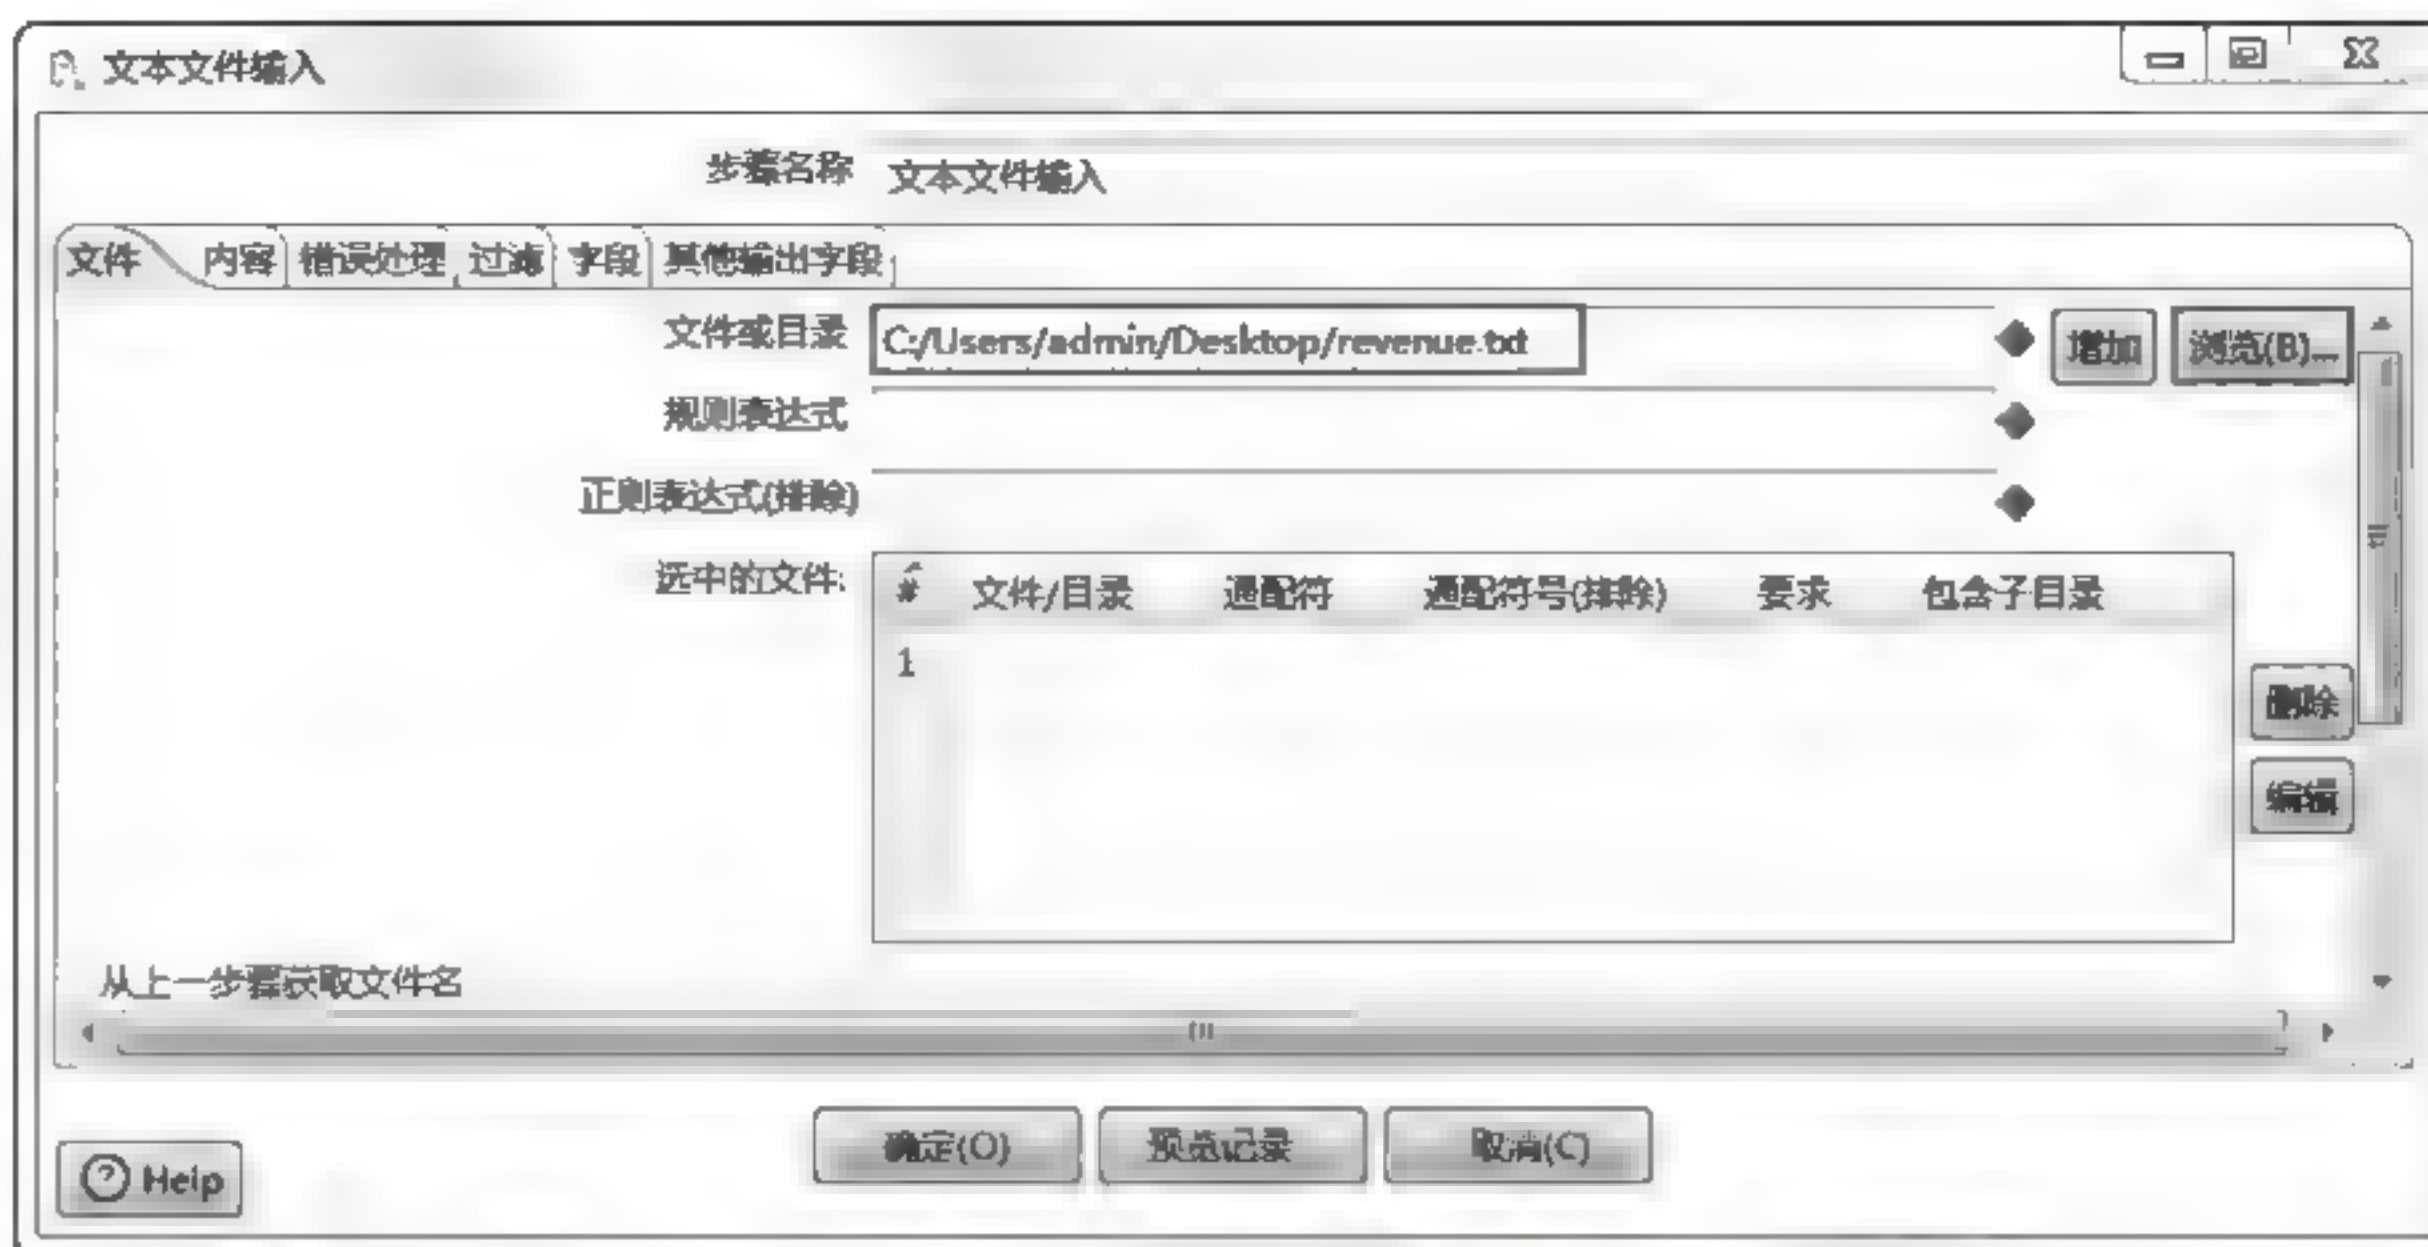 文本文件输入
步骤名称 文本文件输入
文件 内容 错误处理 过滤 字段 其他输出字段
文件或目录 C:/Users/admin/Desktop/revenue.txt 增加 浏览(B)...
规则表达式
正则表达式(排除)
选中的文件: # 文件/目录 通配符 通配符号(排除) 要求 包含子目录
1
删除
编辑
从上一步骤获取文件名
确定(O) 预览记录 取消(C)
Help